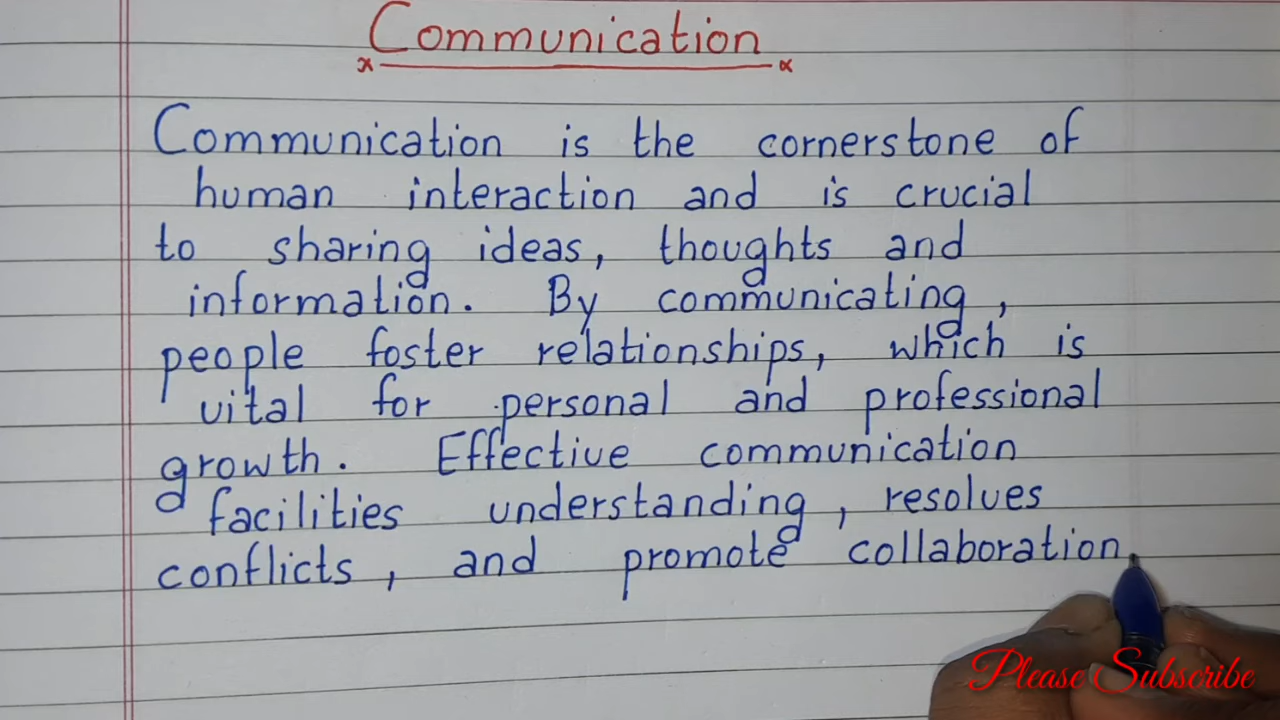 Communication
Communication is the cornerstone of
human interaction and is crucial
to sharing ideas, thoughts and
information. By communicating,
people foster relationships, which is
vital for personal and professional
growth. Effective communication
facilities understanding, resolves
conflicts, and promote collaboration.
Please Subscribe